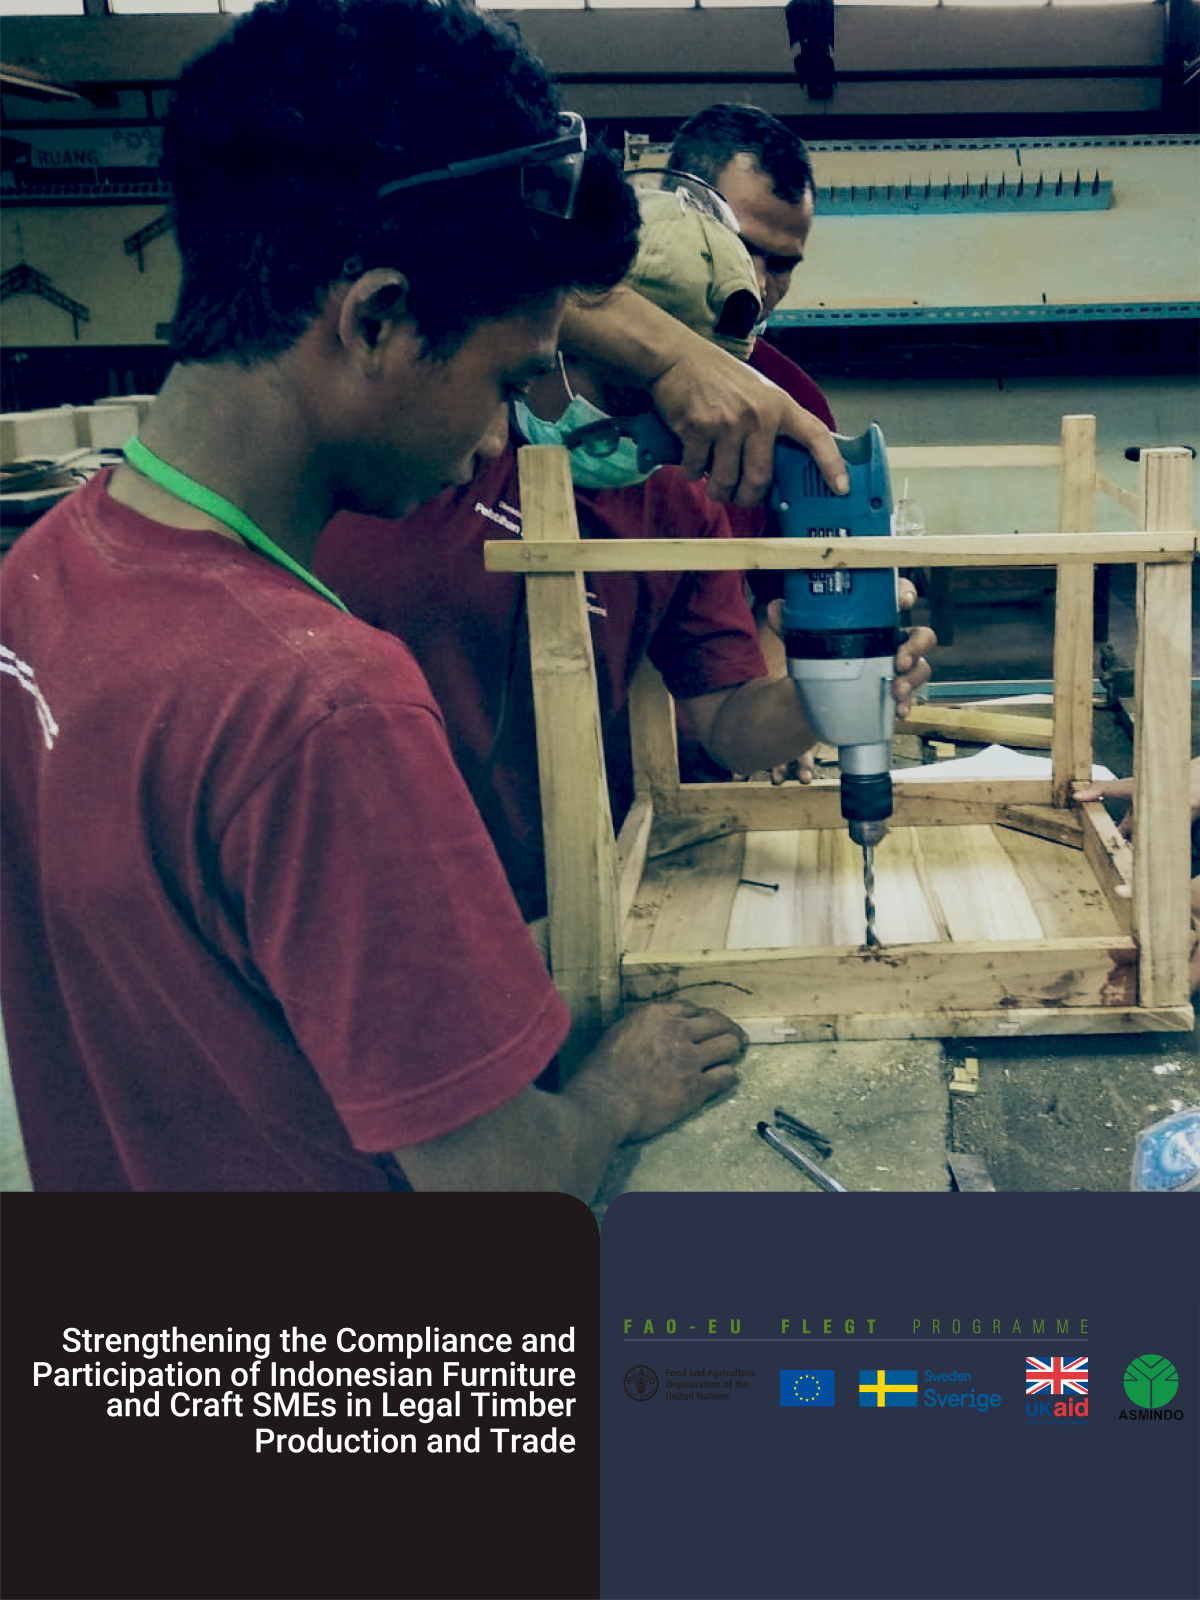 RUANG
Pelatihan
Strengthening the Compliance and
Participation of Indonesian Furniture
and Craft SMEs in Legal Timber
Production and Trade
FAO-EU FLEGT PROGRAMME
Food and Agriculture
Organization of the
United Nations
Sweden
Sverige
UKaid
ASMINDO